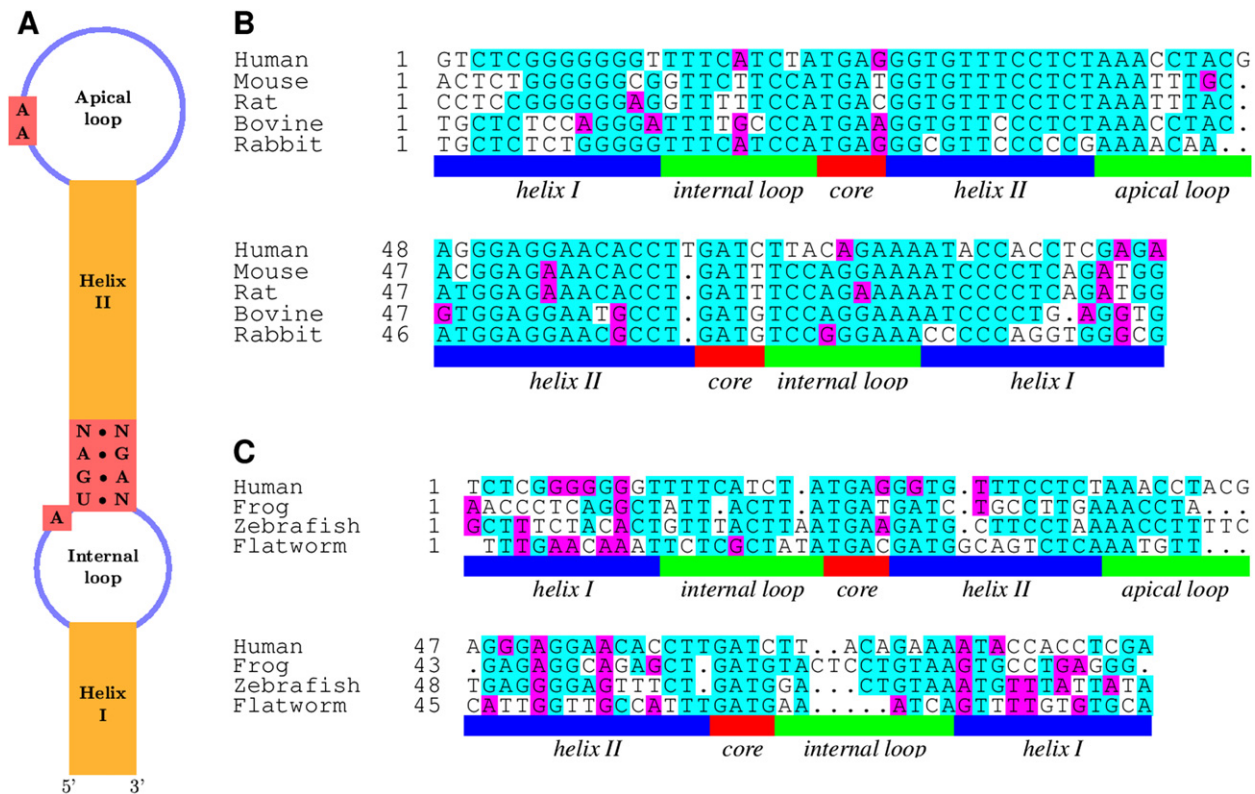 A
B
C
A
A
Apical
loop
Helix
II
N • N
A • G
G • A
U • N
A
Internal
loop
Helix
I
5' 3'
Human 1 GTCTCGGGGGGGTTTTCATCTATGAGGGTGTTTCCTCTAAACCTACG
Mouse 1 ACTCTGGGGGGCGGTTCTTCCATGATGGTGTTTCCTCTAAATTTGC.
Rat 1 CCTCCGGGGGGAGGTTTTTCCATGACGGTGTTTCCTCTAAATTTAC.
Bovine 1 TGCTCTCCAGGGATTTTGCCCATGAAGGTGTTCCCTCTAAACCTAC.
Rabbit 1 TGCTCTCTGGGGGTTTCATCCATGAGGGCGTTCCCCCGAAAACAA..
helix I internal loop core helix II apical loop
Human 48 AGGGAGGAACACCTTGATCTTACAGAAAATACCACCTCGAGA
Mouse 47 ACGGAGAAACACCT.GATTTCCAGGAAAATCCCCTCAGATGG
Rat 47 ATGGAGAAACACCT.GATTTCCAGAAAAATCCCCTCAGATGG
Bovine 47 GTGGAGGAATGCCT.GATGTCCAGGAAAATCCCCTG.AGGTG
Rabbit 46 ATGGAGGAACGCCT.GATGTCCGGGAAACCCCCAGGTGGGCG
helix II core internal loop helix I
Human 1 TCTCGGGGGGGTTTTCATCT.ATGAGGGTG.TTTCCTCTAAACCTACG
Frog 1 AACCCTCAGGCTATT.ACTT.ATGATGATC.TGCCTTGAAACCTA...
Zebrafish 1 GCTTTCTACACTGTTTACTTAATGAAGATG.CTTCCTAAAACCTTTTC
Flatworm 1 TTTGAACAAATTCTCGCTATATGACGATGGCAGTCTCAAATGTT...
helix I internal loop core helix II apical loop
Human 47 AGGGAGGAACACCTTGATCTT..ACAGAAAATACCACCTCGA
Frog 43 .GAGAGGCAGAGCT.GATGTACTCCTGTAAGTGCCTGAGGG.
Zebrafish 48 TGAGGGGAGTTTCT.GATGGA...CTGTAAATGTTTATTATA
Flatworm 45 CATTGGTTGCCATTTGATGAA.....ATCAGTTTTGTGTGCA
helix II core internal loop helix I